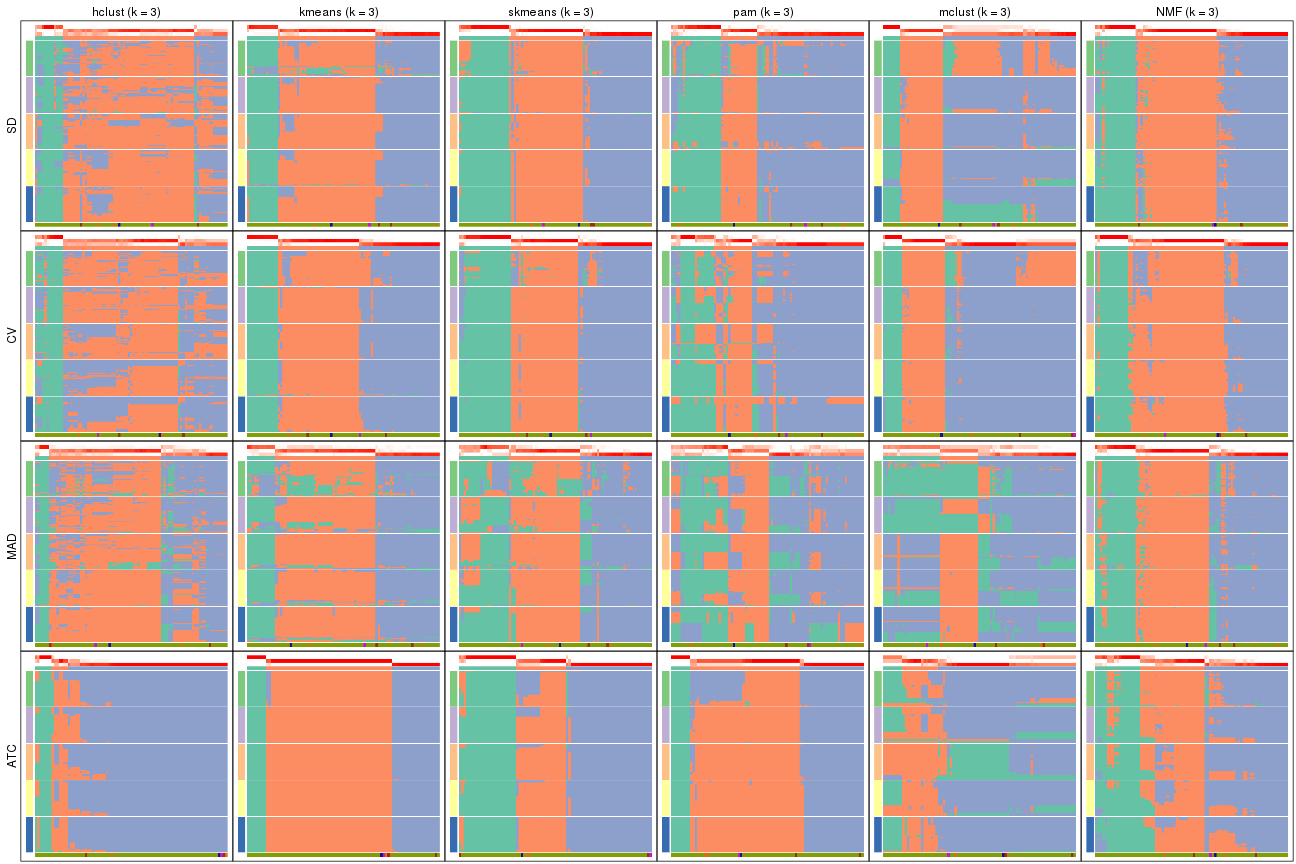 hclust (k = 3) kmeans (k = 3) skmeans (k = 3) pam (k = 3) mclust (k = 3) NMF (k = 3)
SD
CV
MAD
ATC